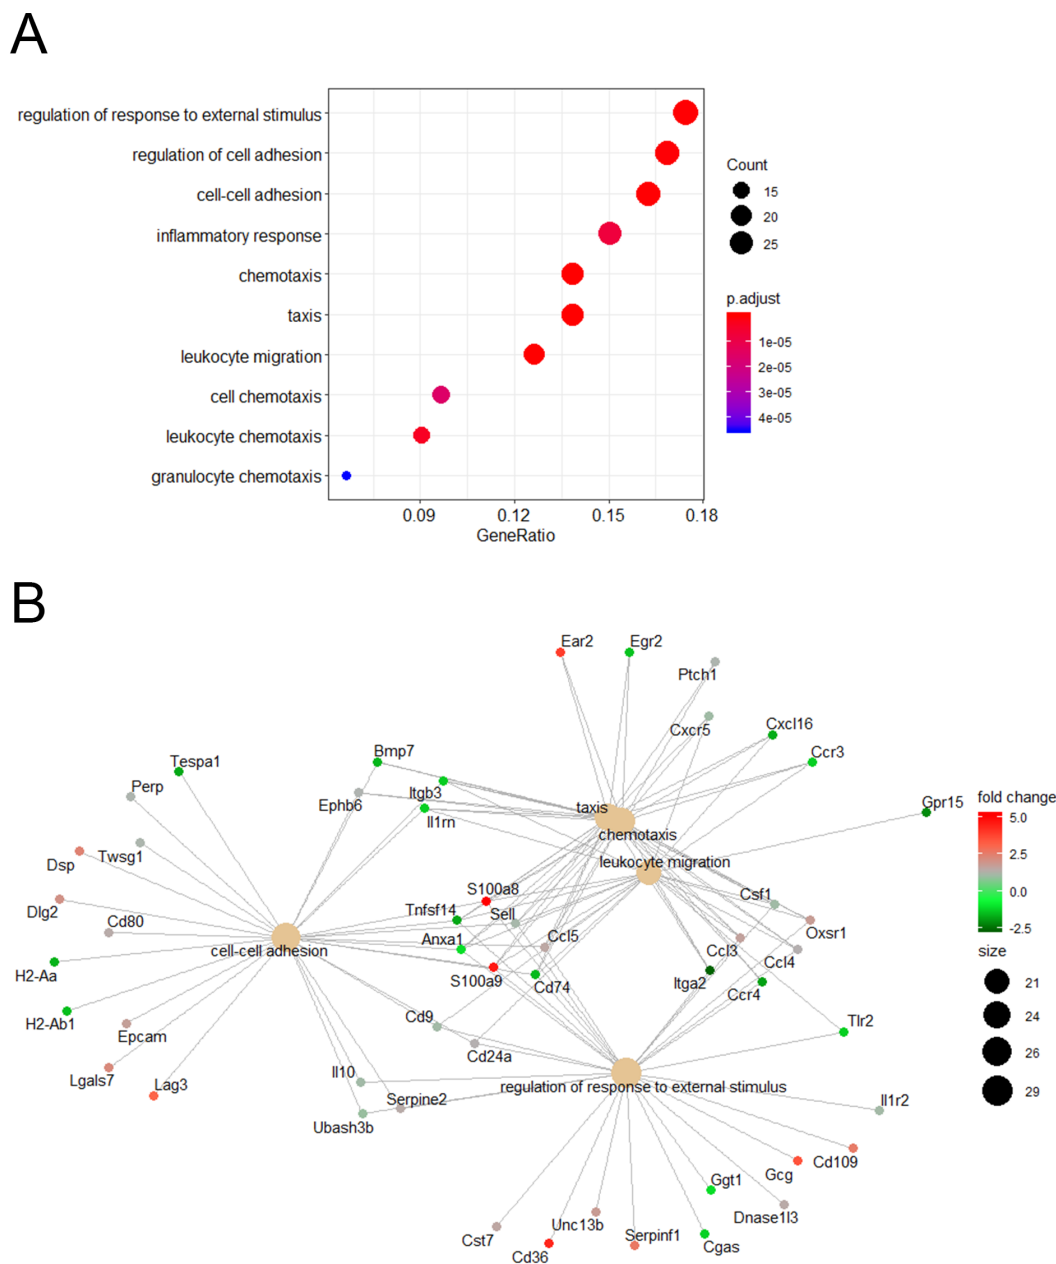 A
regulation of response to external stimulus
regulation of cell adhesion
cell-cell adhesion
inflammatory response
chemotaxis
taxis
leukocyte migration
cell chemotaxis
leukocyte chemotaxis
granulocyte chemotaxis
0.09 0.12 0.15 0.18
GeneRatio
Count
15
20
25
p.adjust
1e-05
2e-05
3e-05
4e-05
B
Ear2
Egr2
Ptch1
Cxcr5
Cxcl16
Ccr3
Gpr15
Bmp7
Tespa1
Perp
Ephb6
Itgb3
Il1rn
taxis
chemotaxis
leukocyte migration
Twsg1
Dsp
Dlg2
Cd80
S100a8
Tnfsf14
Sell
Csf1
Oxsr1
Anxa1
Ccl5
Ccl3
Ccl4
cell-cell adhesion
H2-Aa
S100a9
Cd74
Itga2
Ccr4
H2-Ab1
Epcam
Cd9
Cd24a
Tlr2
Lgals7
Lag3
Il10
Serpine2
Ubash3b
regulation of response to external stimulus
Il1r2
Cd109
Gcg
Ggt1
Dnase1l3
Unc13b
Cst7
Cd36
Serpinf1
Cgas
fold change
5.0
2.5
0.0
-2.5
size
21
24
26
29